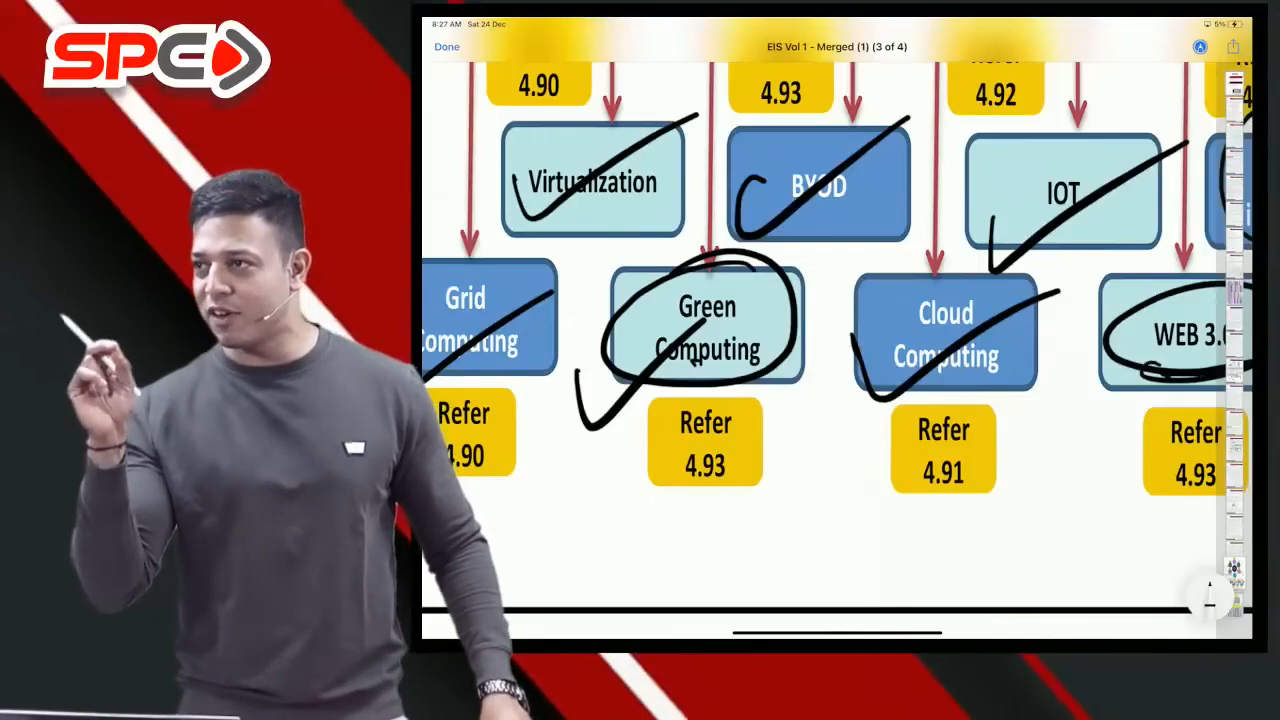 SPED
8:27 AM Sat 24 Dec
5%
Done
EIS Vol 1 - Merged (1) (3 of 4)
4.90
4.93
4.92
Virtualization
BYOD
IOT
Grid
Computing
Green
Computing
Cloud
Computing
WEB 3.0
Refer
4.90
Refer
4.93
Refer
4.91
Refer
4.93